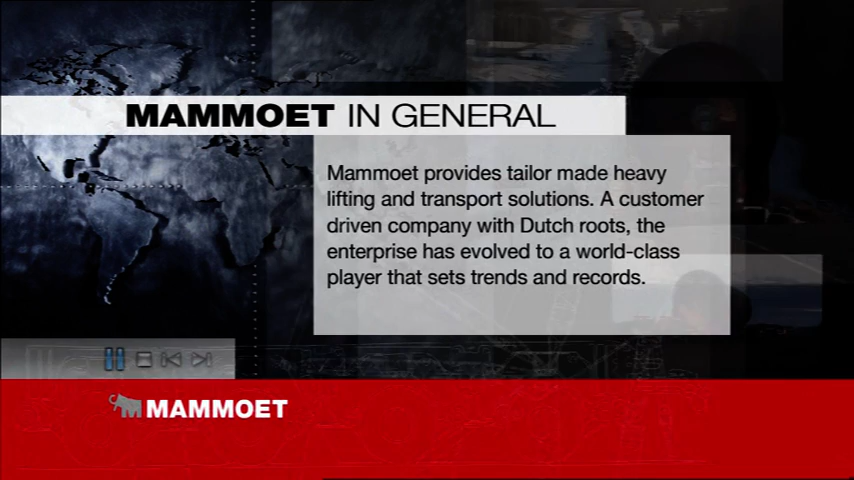 MAMMOET IN GENERAL
Mammoet provides tailor made heavy
lifting and transport solutions. A customer
driven company with Dutch roots, the
enterprise has evolved to a world-class
player that sets trends and records.
MAMMOET